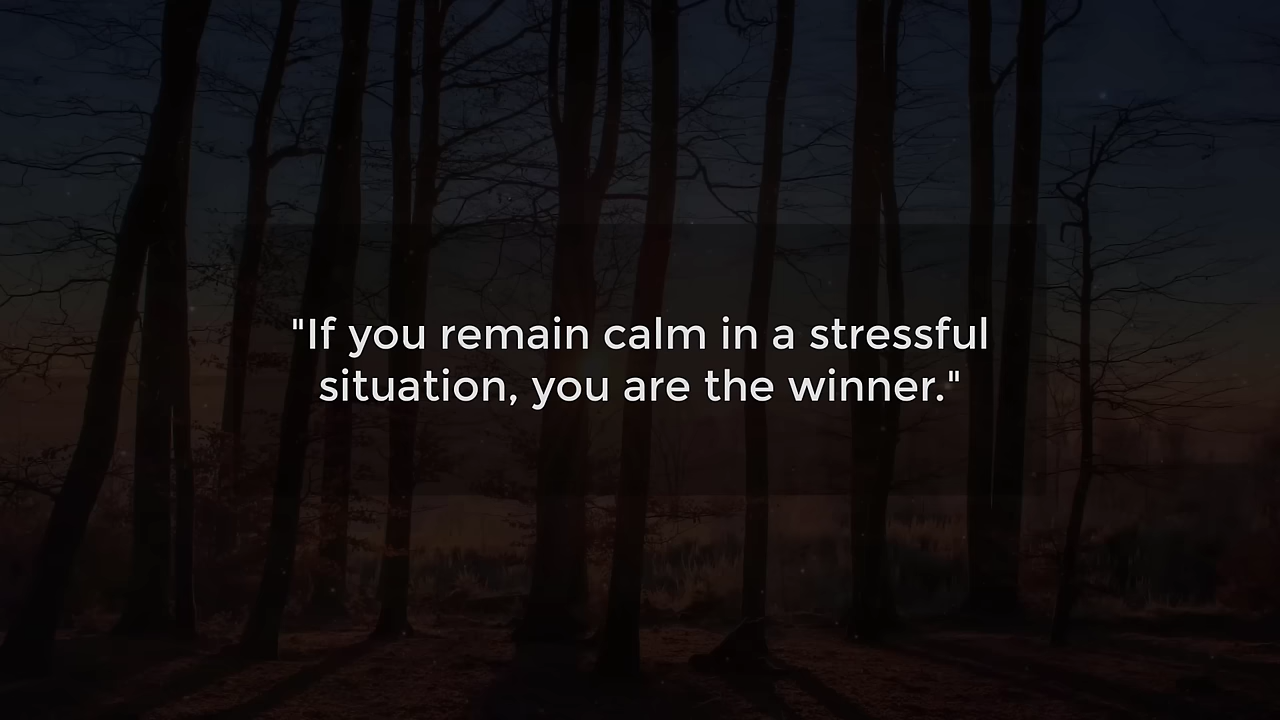 "If you remain calm in a stressful
situation, you are the winner."